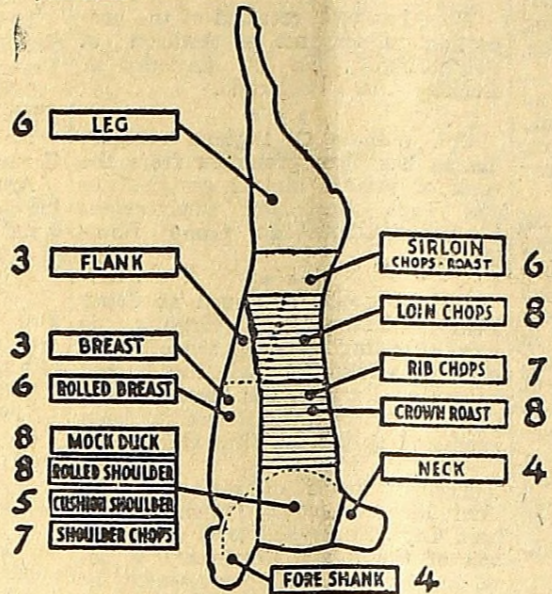 6 LEG
3 FLANK
3 BREAST
6 ROLLED BREAST
8 MOCK DUCK
8 ROLLED SHOULDER
5 CUSHION SHOULDER
7 SHOULDER CHOPS
SIRLOIN
CHOPS - ROAST 6
LOIN CHOPS 8
RIB CHOPS 7
CROWN ROAST 8
NECK 4
FORE SHANK 4